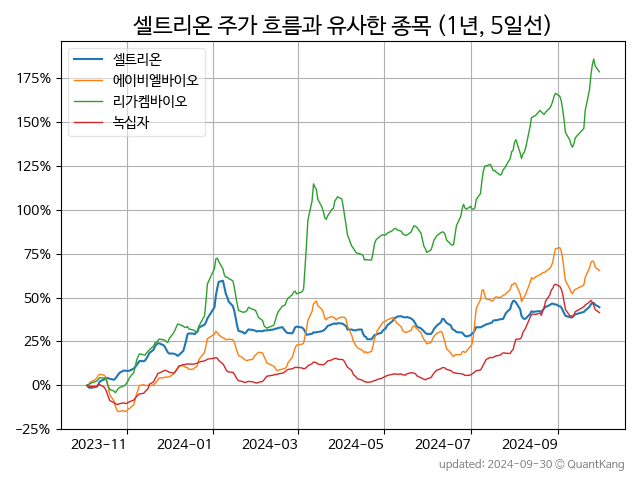 셀트리온 주가 흐름과 유사한 종목 (1년, 5일선)
셀트리온
에이비엘바이오
리가켐바이오
녹십자
175%
150%
125%
100%
75%
50%
25%
0%
−25%
2023-11 2024-01 2024-03 2024-05 2024-07 2024-09
updated: 2024-09-30 © QuantKang